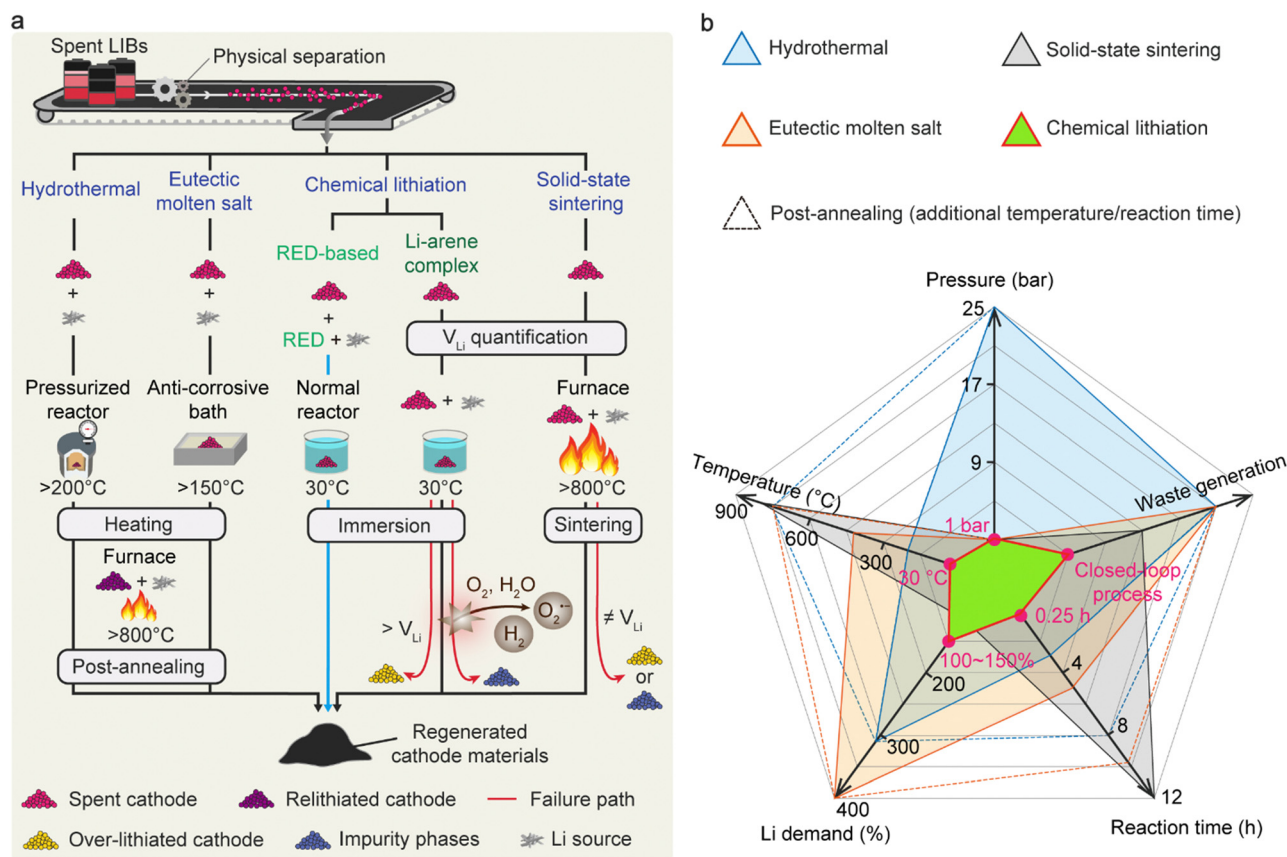 a
Spent LIBs
Physical separation
Hydrothermal
Eutectic
molten salt
Chemical lithiation
Solid-state
sintering
RED-based
Li-arene
complex
+
+
+
RED +
V_Li quantification
Pressurized
reactor
Anti-corrosive
bath
Normal
reactor
+
Furnace
+
>200°C
>150°C
30°C
30°C
>800°C
Heating
Immersion
Sintering
Furnace
+
>800°C
Post-annealing
> V_Li
O₂, H₂O
O₂•−
H₂
≠ V_Li
or
Regenerated
cathode materials
Spent cathode
Relithiated cathode
Failure path
Over-lithiated cathode
Impurity phases
Li source
b
Hydrothermal
Solid-state sintering
Eutectic molten salt
Chemical lithiation
Post-annealing (additional temperature/reaction time)
Pressure (bar)
25
17
9
1 bar
Temperature (°C)
900
600
300
30 °C
Waste generation
Closed-loop
process
0.25 h
4
8
12
Reaction time (h)
100~150%
200
300
400
Li demand (%)